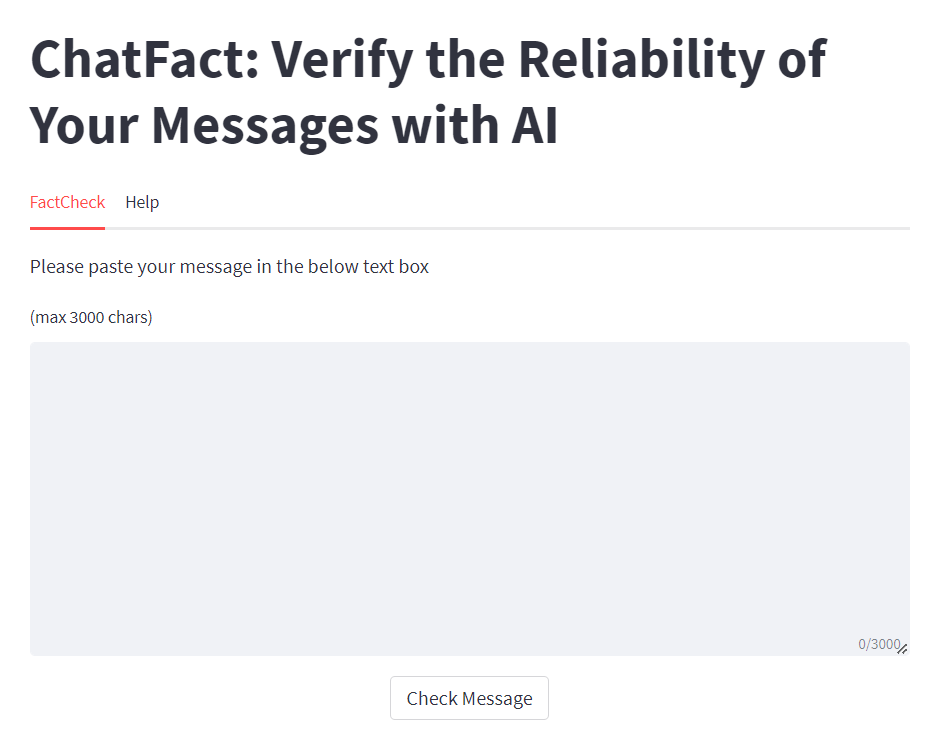 ChatFact: Verify the Reliability of
Your Messages with AI
FactCheck Help
Please paste your message in the below text box
(max 3000 chars)
0/3000
Check Message